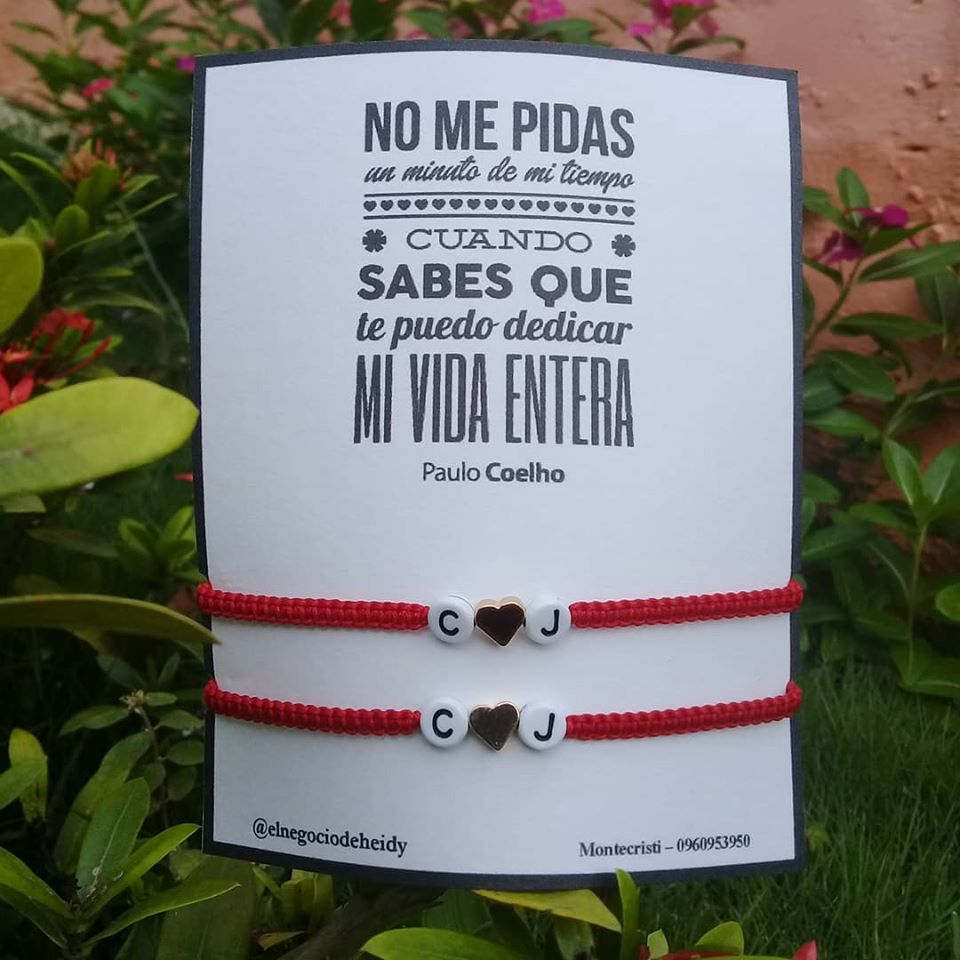 NO ME PIDAS
un minuto de mi tiempo
CUANDO
SABES QUE
te puedo dedicar
MI VIDA ENTERA
Paulo Coelho
C J
C J
@elnegociodeheidy
Montecristi – 0960953950